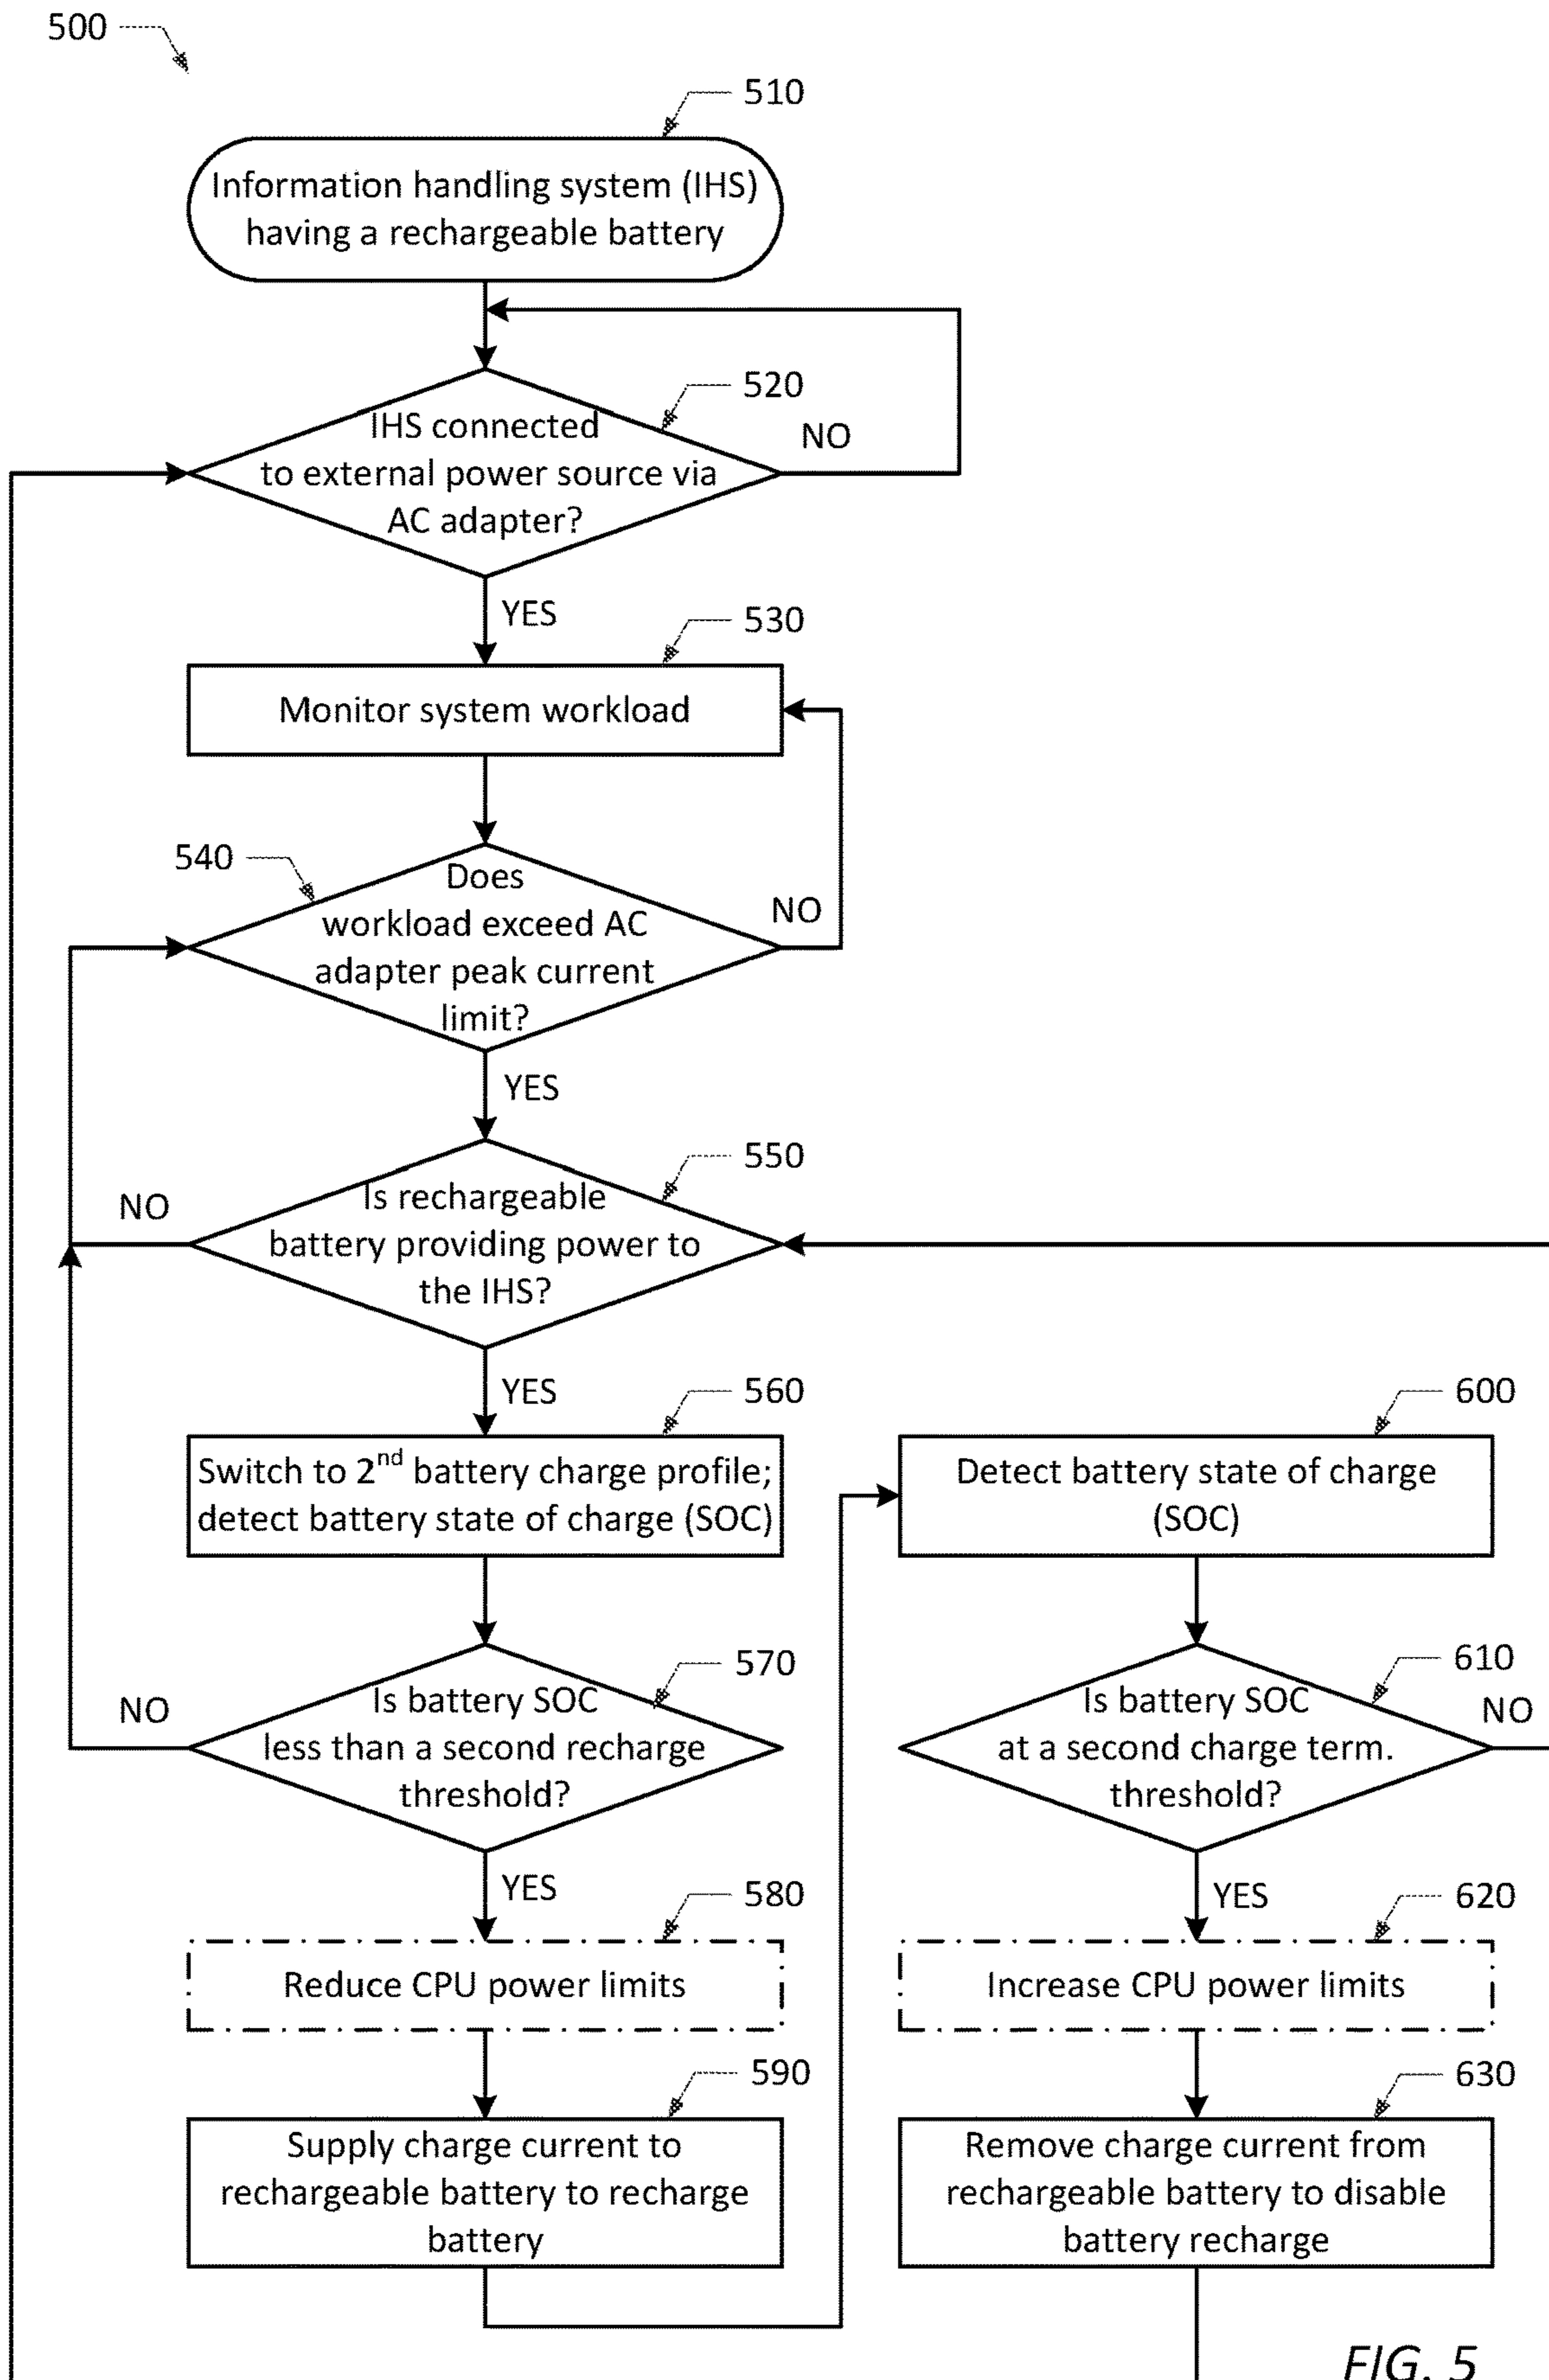 500
510
Information handling system (IHS)
having a rechargeable battery
520
IHS connected
to external power source via
AC adapter?
NO
YES
530
Monitor system workload
540
Does
workload exceed AC
adapter peak current
limit?
NO
YES
550
Is rechargeable
battery providing power to
the IHS?
NO
YES
560
Switch to 2nd battery charge profile;
detect battery state of charge (SOC)
570
Is battery SOC
less than a second recharge
threshold?
NO
YES
580
Reduce CPU power limits
590
Supply charge current to
rechargeable battery to recharge
battery
600
Detect battery state of charge
(SOC)
610
Is battery SOC
at a second charge term.
threshold?
NO
YES
620
Increase CPU power limits
630
Remove charge current from
rechargeable battery to disable
battery recharge
FIG. 5